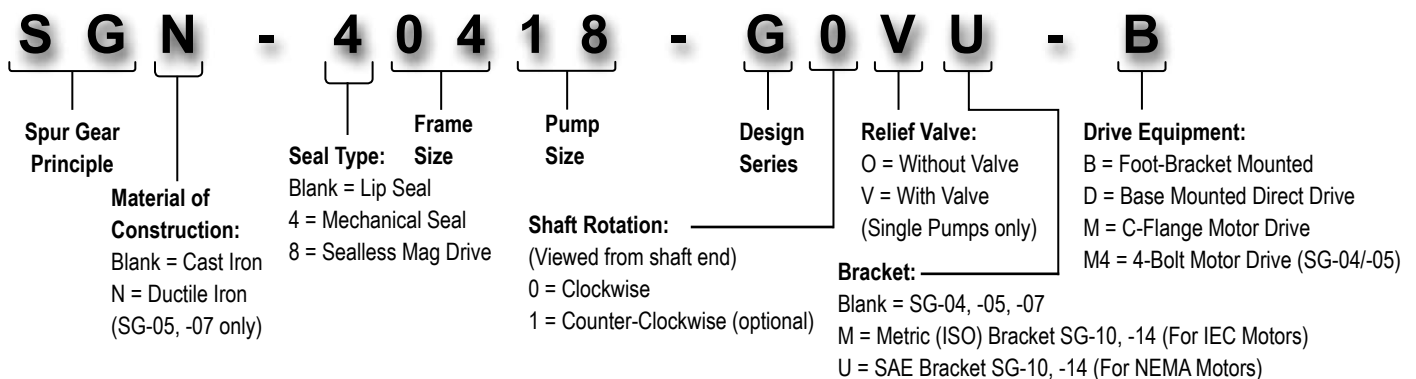 S G N - 4 0 4 1 8 - G 0 V U - B
Spur Gear
Principle
Material of
Construction:
Blank = Cast Iron
N = Ductile Iron
(SG-05, -07 only)
Seal Type:
Blank = Lip Seal
4 = Mechanical Seal
8 = Sealless Mag Drive
Frame
Size
Pump
Size
Shaft Rotation:
(Viewed from shaft end)
0 = Clockwise
1 = Counter-Clockwise (optional)
Design
Series
Relief Valve:
O = Without Valve
V = With Valve
(Single Pumps only)
Bracket:
Blank = SG-04, -05, -07
M = Metric (ISO) Bracket SG-10, -14 (For IEC Motors)
U = SAE Bracket SG-10, -14 (For NEMA Motors)
Drive Equipment:
B = Foot-Bracket Mounted
D = Base Mounted Direct Drive
M = C-Flange Motor Drive
M4 = 4-Bolt Motor Drive (SG-04/-05)